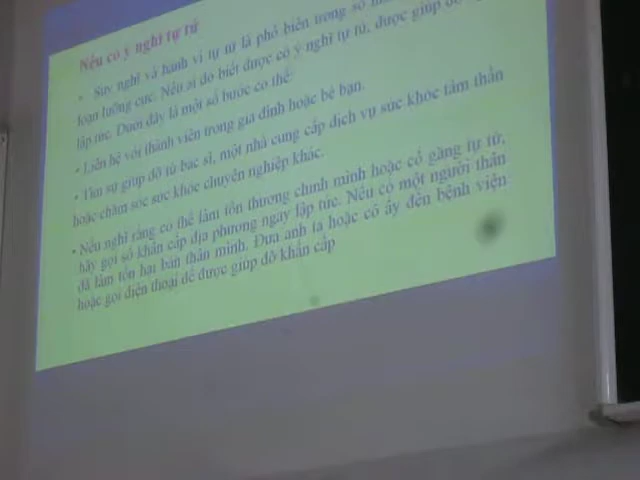 Nếu có ý nghĩ tự tử
• Suy nghĩ và hành vi tự tử là phổ biến trong số
loạn lưỡng cực. Nếu ai đó biết được có ý nghĩ tự tử, được giúp đỡ
lập tức. Dưới đây là một số bước có thể:
• Liên hệ với thành viên trong gia đình hoặc bè bạn.
• Tìm sự giúp đỡ từ bác sĩ, một nhà cung cấp dịch vụ sức khỏe tâm thần
hoặc chăm sóc sức khỏe chuyên nghiệp khác.
• Nếu nghĩ rằng có thể làm tổn thương chính mình hoặc cố gắng tự tử,
hãy gọi số khẩn cấp địa phương ngay lập tức. Nếu có một người thân
đã làm tổn hại bản thân mình. Đưa anh ta hoặc cô ấy đến bệnh viện
hoặc gọi điện thoại để được giúp đỡ khẩn cấp